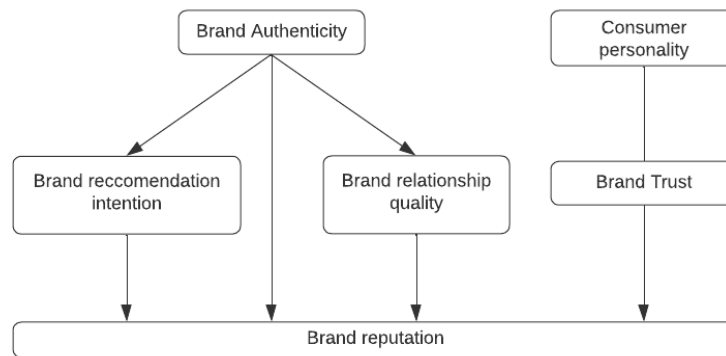 Brand Authenticity
Consumer
personality
Brand reccomendation
intention
Brand relationship
quality
Brand Trust
Brand reputation